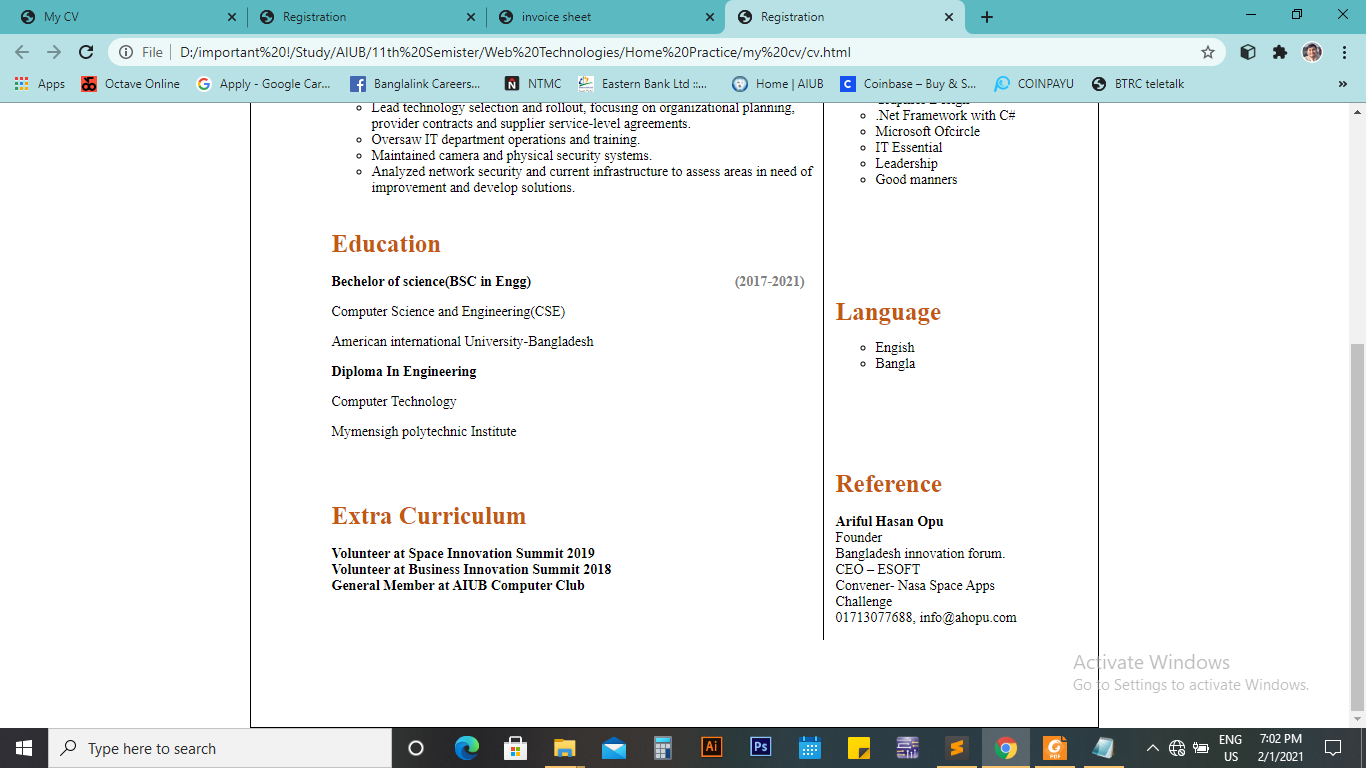 My CV
Registration
invoice sheet
Registration
File | D:/important%20!/Study/AIUB/11th%20Semister/Web%20Technologies/Home%20Practice/my%20cv/cv.html
Apps
Octave Online
Apply - Google Car...
Banglalink Careers...
NTMC
Eastern Bank Ltd ::...
Home | AIUB
Coinbase – Buy & S...
COINPAYU
BTRC teletalk
»
Lead technology selection and rollout, focusing on organizational planning,
provider contracts and supplier service-level agreements.
Oversaw IT department operations and training.
Maintained camera and physical security systems.
Analyzed network security and current infrastructure to assess areas in need of
improvement and develop solutions.
Education
Bechelor of science(BSC in Engg) (2017-2021)
Computer Science and Engineering(CSE)
American international University-Bangladesh
Diploma In Engineering
Computer Technology
Mymensigh polytechnic Institute
Extra Curriculum
Volunteer at Space Innovation Summit 2019
Volunteer at Business Innovation Summit 2018
General Member at AIUB Computer Club
.Net Framework with C#
Microsoft Ofcircle
IT Essential
Leadership
Good manners
Language
Engish
Bangla
Reference
Ariful Hasan Opu
Founder
Bangladesh innovation forum.
CEO – ESOFT
Convener- Nasa Space Apps
Challenge
01713077688, info@ahopu.com
Activate Windows
Go to Settings to activate Windows.
Type here to search
Ai
Ps
PDF
ENG
US
7:02 PM
2/1/2021